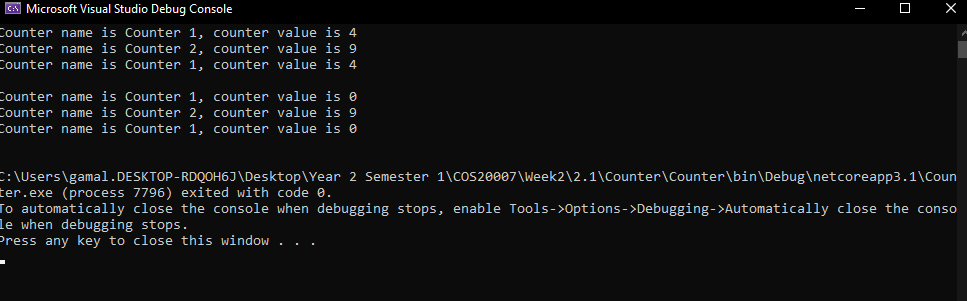 Microsoft Visual Studio Debug Console
Counter name is Counter 1, counter value is 4
Counter name is Counter 2, counter value is 9
Counter name is Counter 1, counter value is 4
Counter name is Counter 1, counter value is 0
Counter name is Counter 2, counter value is 9
Counter name is Counter 1, counter value is 0
C:\Users\gamal.DESKTOP-RDQOH6J\Desktop\Year 2 Semester 1\COS20007\Week2\2.1\Counter\Counter\bin\Debug\netcoreapp3.1\Coun
ter.exe (process 7796) exited with code 0.
To automatically close the console when debugging stops, enable Tools->Options->Debugging->Automatically close the conso
le when debugging stops.
Press any key to close this window . . .